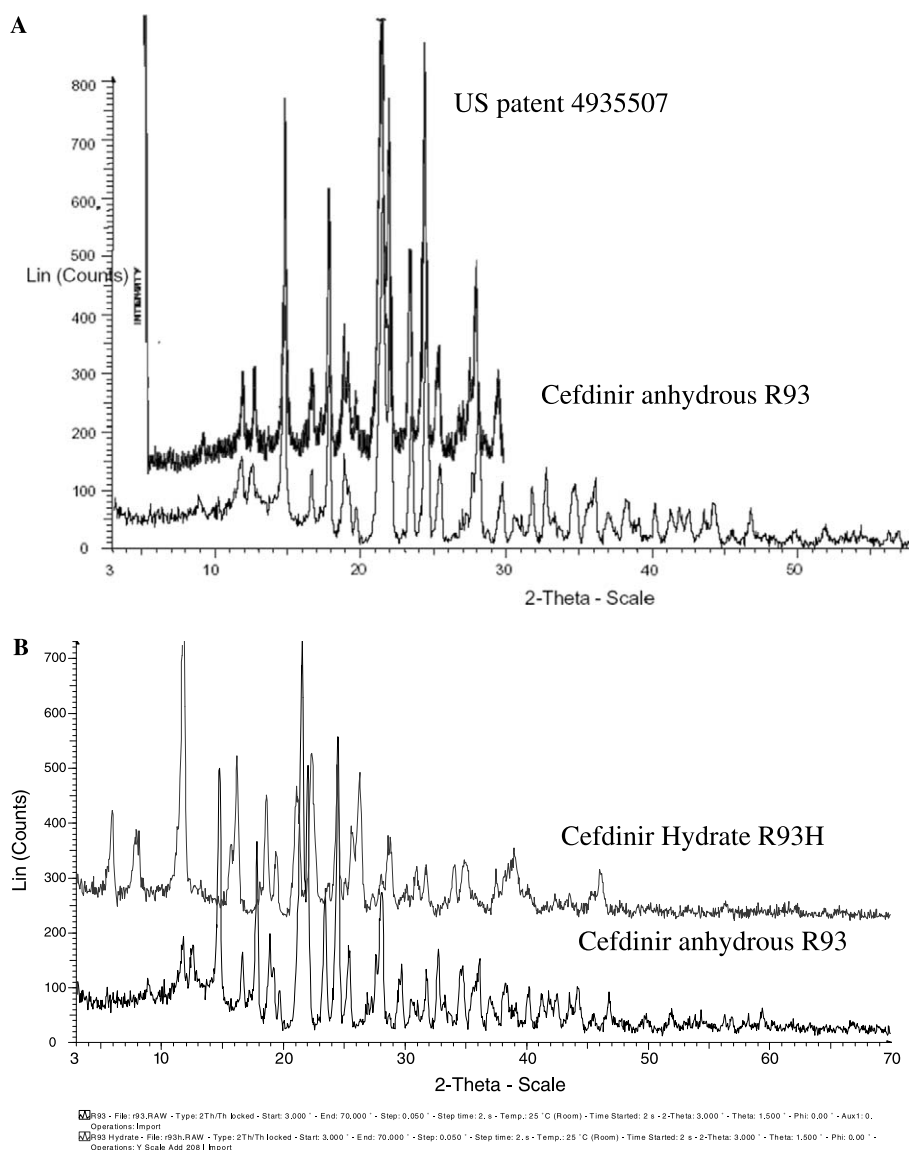 A
800
US patent 4935507
700
600
500
Lin (Counts)
INTENSITY
400
300
Cefdinir anhydrous R93
200
100
0
3
10
20
30
40
50
2-Theta - Scale
B
700
600
500
Lin (Counts)
400
Cefdinir Hydrate R93H
300
Cefdinir anhydrous R93
200
100
0
3
10
20
30
40
50
60
70
2-Theta - Scale
R93 - File: r93.RAW - Type: 2Th/Th locked - Start: 3.000 ° - End: 70.000 ° - Step: 0.050 ° - Step time: 2. s - Temp.: 25 °C (Room) - Time Started: 2 s - 2-Theta: 3.000 ° - Theta: 1.500 ° - Phi: 0.00 ° - Aux1: 0.
Operations: Import
R93 Hydrate - File: r93h.RAW - Type: 2Th/Th locked - Start: 3.000 ° - End: 70.000 ° - Step: 0.050 ° - Step time: 2. s - Temp.: 25 °C (Room) - Time Started: 2 s - 2-Theta: 3.000 ° - Theta: 1.500 ° - Phi: 0.00 ° -
Operations: Y Scale Add 208 | Import